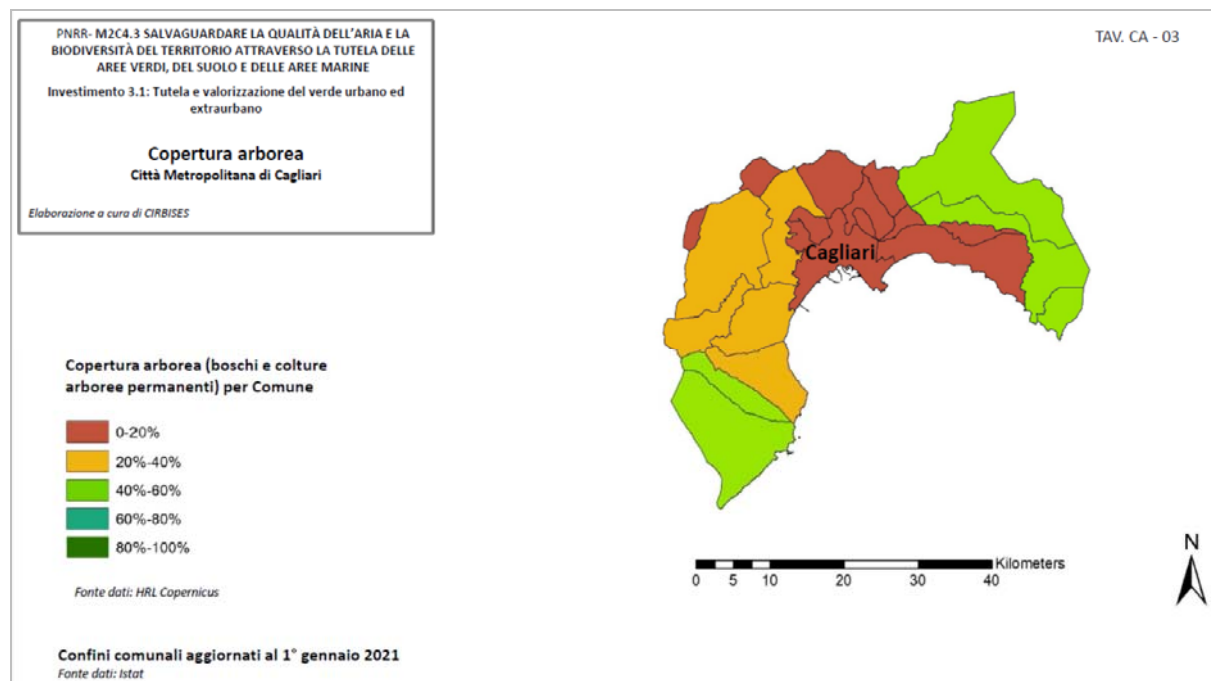 PNRR- M2C4.3 SALVAGUARDARE LA QUALITÀ DELL'ARIA E LA
BIODIVERSITÀ DEL TERRITORIO ATTRAVERSO LA TUTELA DELLE
AREE VERDI, DEL SUOLO E DELLE AREE MARINE
Investimento 3.1: Tutela e valorizzazione del verde urbano ed
extraurbano
Copertura arborea
Città Metropolitana di Cagliari
Elaborazione a cura di CIRBISES
TAV. CA - 03
Cagliari
Copertura arborea (boschi e colture
arboree permanenti) per Comune
0-20%
20%-40%
40%-60%
60%-80%
80%-100%
Fonte dati: HRL Copernicus
Kilometers
0 5 10 20 30 40
N
Confini comunali aggiornati al 1° gennaio 2021
Fonte dati: Istat